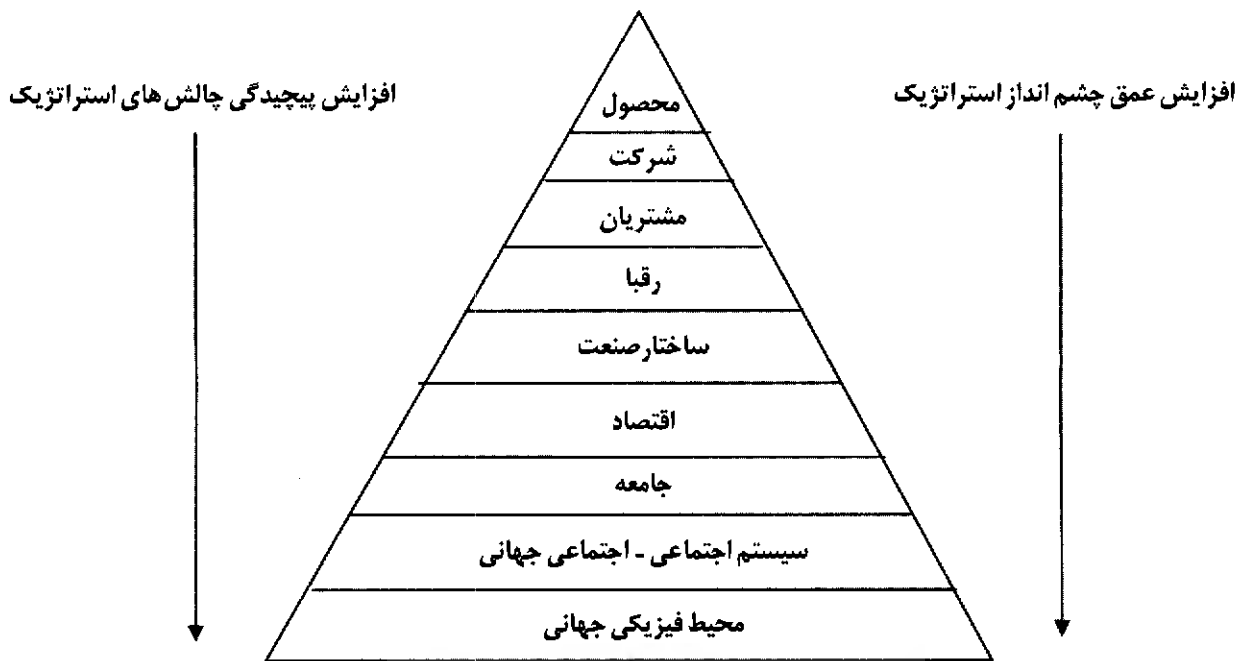 افزایش عمق چشم انداز استراتژیک
افزایش پیچیدگی چالش های استراتژیک
محصول
شرکت
مشتریان
رقبا
ساختار صنعت
اقتصاد
جامعه
سیستم اجتماعی - اجتماعی جهانی
محیط فیزیکی جهانی